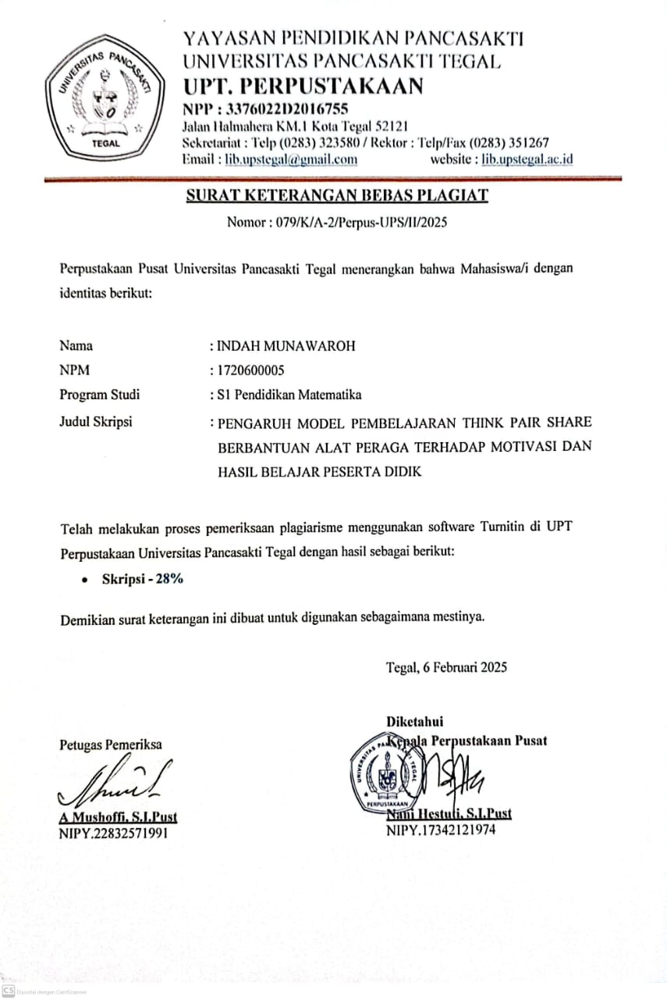 UNIVERSITAS PANCASAKTI
TEGAL
YAYASAN PENDIDIKAN PANCASAKTI
UNIVERSITAS PANCASAKTI TEGAL
UPT. PERPUSTAKAAN
NPP : 3376022D2016755
Jalan Halmahera KM.1 Kota Tegal 52121
Sekretariat : Telp (0283) 323580 / Rektor : Telp/Fax (0283) 351267
Email : lib.upstegal@gmail.com website : lib.upstegal.ac.id
SURAT KETERANGAN BEBAS PLAGIAT
Nomor : 079/K/A-2/Perpus-UPS/II/2025
Perpustakaan Pusat Universitas Pancasakti Tegal menerangkan bahwa Mahasiswa/i dengan
identitas berikut:
Nama : INDAH MUNAWAROH
NPM : 1720600005
Program Studi : S1 Pendidikan Matematika
Judul Skripsi : PENGARUH MODEL PEMBELAJARAN THINK PAIR SHARE
BERBANTUAN ALAT PERAGA TERHADAP MOTIVASI DAN
HASIL BELAJAR PESERTA DIDIK
Telah melakukan proses pemeriksaan plagiarisme menggunakan software Turnitin di UPT
Perpustakaan Universitas Pancasakti Tegal dengan hasil sebagai berikut:
• Skripsi - 28%
Demikian surat keterangan ini dibuat untuk digunakan sebagaimana mestinya.
Tegal, 6 Februari 2025
Diketahui
Petugas Pemeriksa
Kepala Perpustakaan Pusat
UNIVERSITAS PANCASAKTI TEGAL
PERPUSTAKAAN
A Mushoffi, S.I.Pust
NIPY.22832571991
Nani Hestuti, S.I.Pust
NIPY.17342121974
CS Dipindai dengan CamScanner